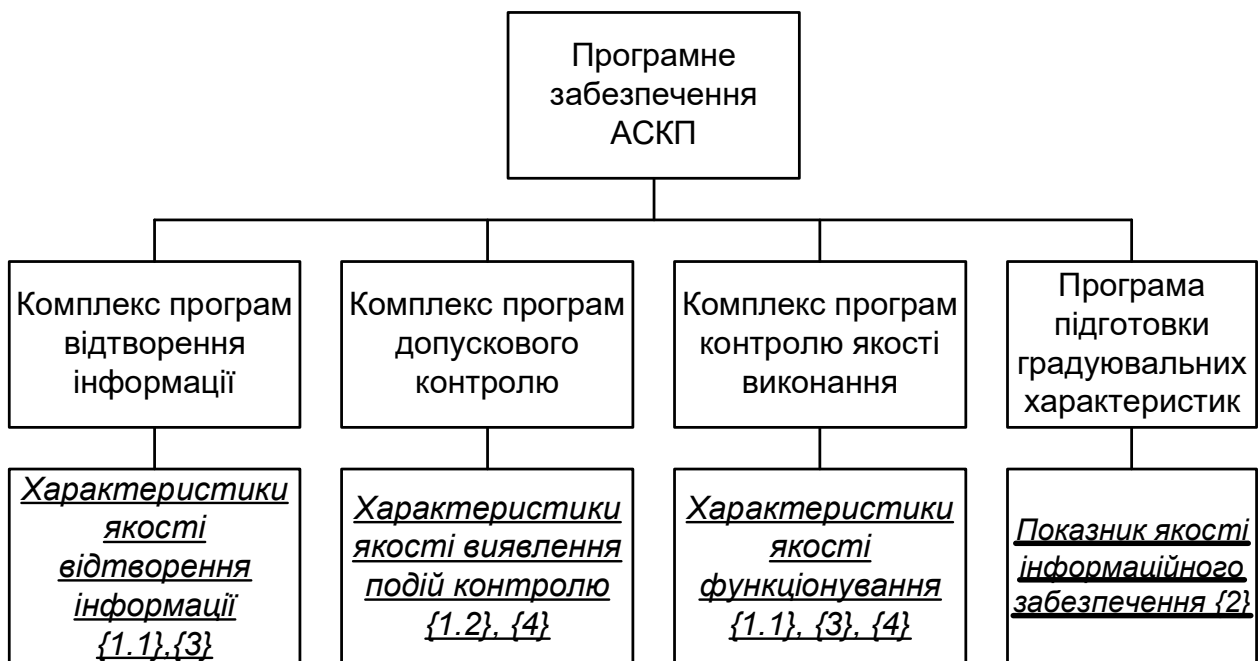 Програмне
забезпечення
АСКП
Комплекс програм
відтворення
інформації
Комплекс програм
допускового
контролю
Комплекс програм
контролю якості
виконання
Програма
підготовки
градуювальних
характеристик
Характеристики
якості
відтворення
інформації
{1.1},{3}
Характеристики
якості виявлення
подій контролю
{1.2}, {4}
Характеристики
якості
функціонування
{1.1}, {3}, {4}
Показник якості
інформаційного
забезпечення {2}